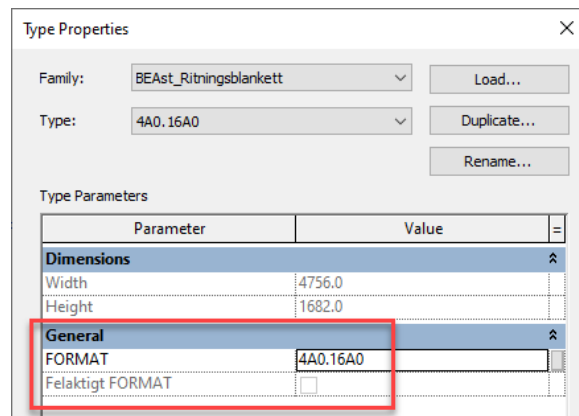 Type Properties
Family: BEAst_Ritningsblankett Load...
Type: 4A0.16A0 Duplicate...
Rename...
Type Parameters
Parameter Value =
Dimensions
Width 4756.0
Height 1682.0
General
FORMAT 4A0.16A0
Felaktigt FORMAT